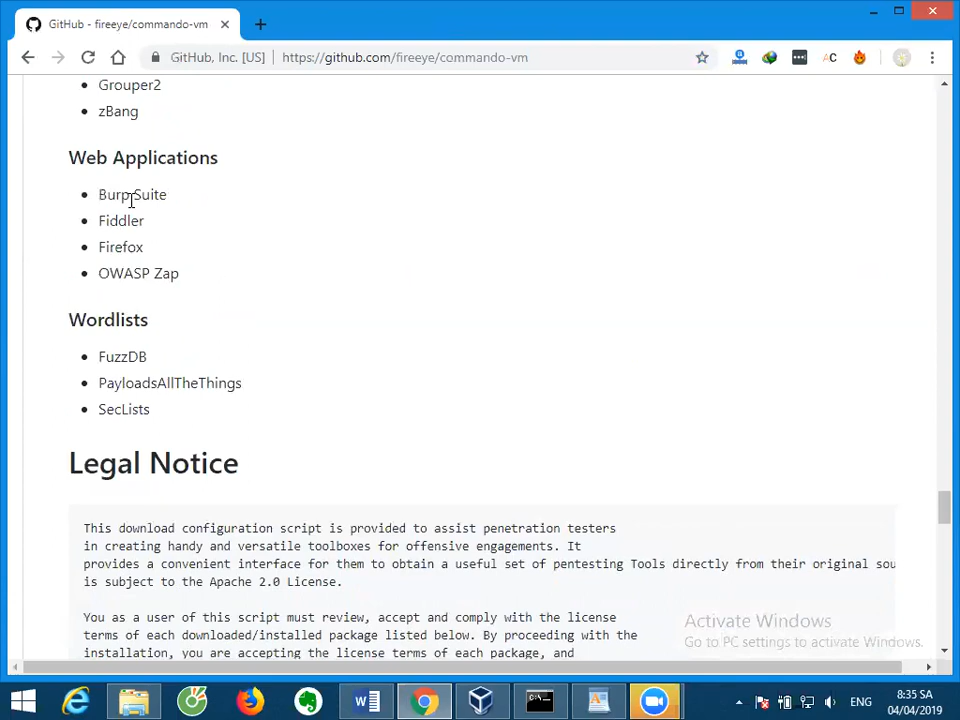 GitHub - fireeye/commando-vm
GitHub, Inc. [US] https://github.com/fireeye/commando-vm
AC
Grouper2
zBang
Web Applications
Burp Suite
Fiddler
Firefox
OWASP Zap
Wordlists
FuzzDB
PayloadsAllTheThings
SecLists
Legal Notice
This download configuration script is provided to assist penetration testers
in creating handy and versatile toolboxes for offensive engagements. It
provides a convenient interface for them to obtain a useful set of pentesting Tools directly from their original sou
is subject to the Apache 2.0 License.
You as a user of this script must review, accept and comply with the license
terms of each downloaded/installed package listed below. By proceeding with the
installation, you are accepting the license terms of each package, and
Activate Windows
Go to PC settings to activate Windows.
ENG
8:35 SA
04/04/2019